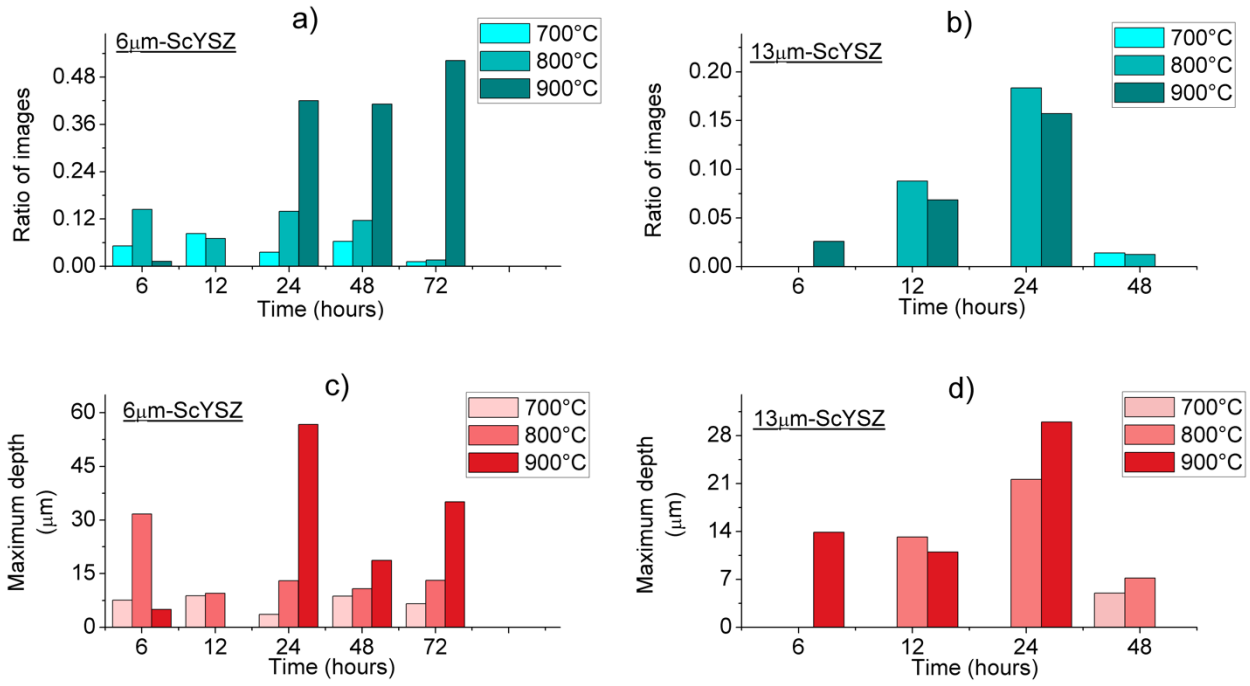 a)
6μm-ScYSZ
700°C
800°C
900°C
Ratio of images
0.48
0.36
0.24
0.12
0.00
6 12 24 48 72
Time (hours)
b)
13μm-ScYSZ
700°C
800°C
900°C
Ratio of images
0.20
0.15
0.10
0.05
0.00
6 12 24 48
Time (hours)
c)
6μm-ScYSZ
700°C
800°C
900°C
Maximum depth
(μm)
60
45
30
15
0
6 12 24 48 72
Time (hours)
d)
13μm-ScYSZ
700°C
800°C
900°C
Maximum depth
(μm)
28
21
14
7
0
6 12 24 48
Time (hours)